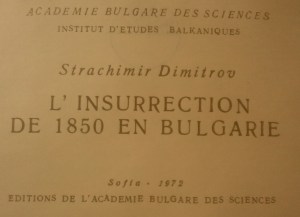 ACADEMIE BULGARE DES SCIENCES
INSTITUT D'ETUDES BALKANIQUES
Strachimir Dimitrov
L'INSURRECTION
DE 1850 EN BULGARIE
Sofia - 1972
EDITIONS DE L'ACADEMIE BULGARE DES SCIENCES